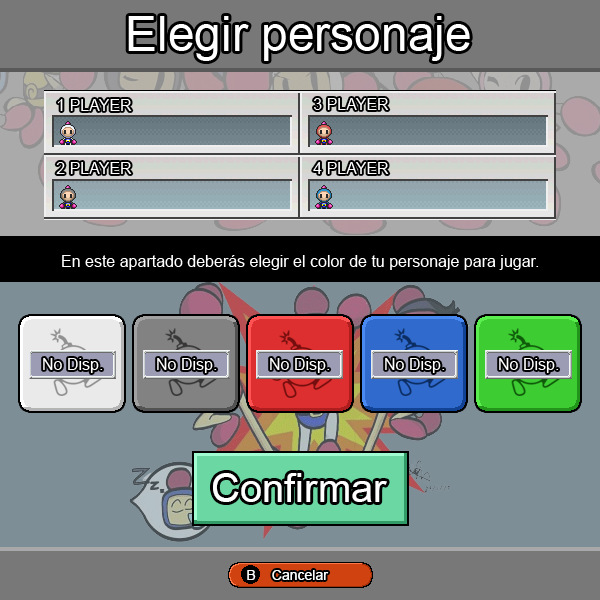 Elegir personaje
1 PLAYER
3 PLAYER
2 PLAYER
4 PLAYER
En este apartado deberás elegir el color de tu personaje para jugar.
No Disp. No Disp. No Disp. No Disp. No Disp.
zz.
Confirmar
B Cancelar